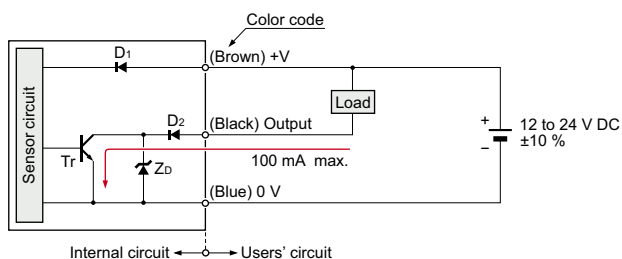 Color code
D1
(Brown) +V
Load
Sensor circuit
D2
(Black) Output
+
12 to 24 V DC
±10 %
−
Tr
ZD
100 mA max.
(Blue) 0 V
Internal circuit
Users' circuit